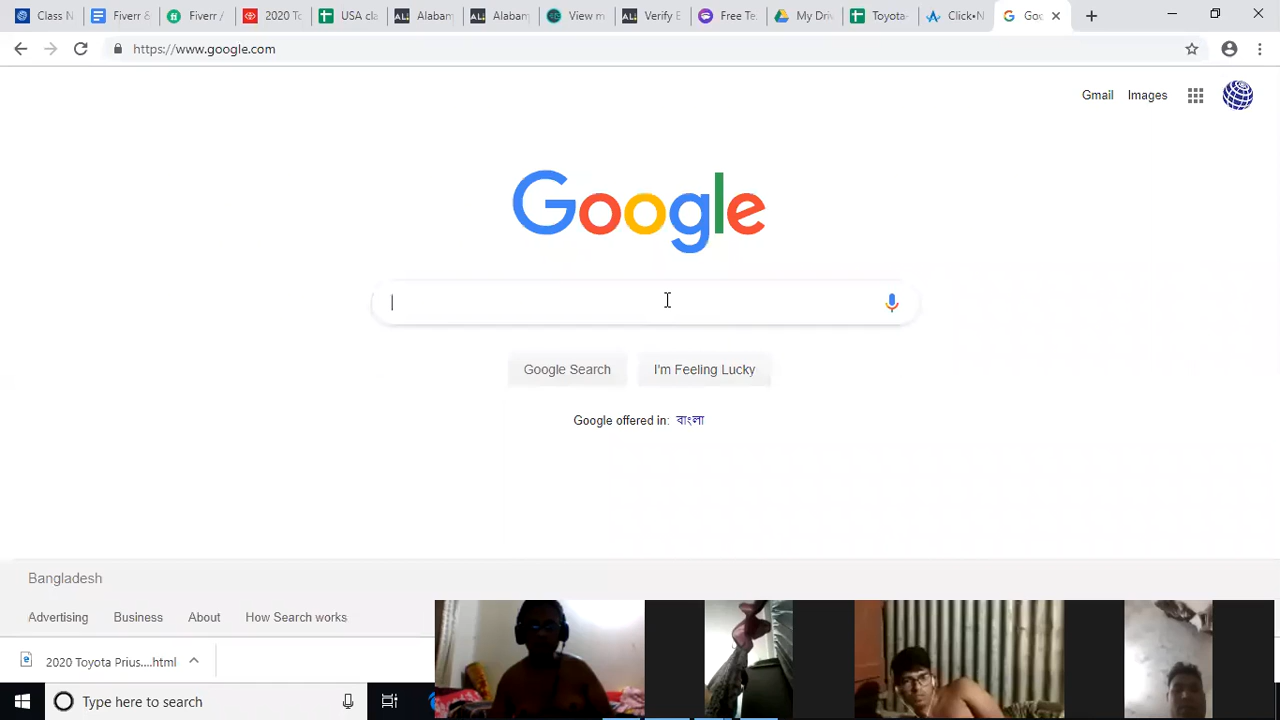 Class N
Fiverr &
Fiverr /
2020 To
USA cla
Alabam
Alabam
View m
Verify E
Free Te
My Driv
Toyota-
Click•N
Goo
https://www.google.com
Gmail
Images
Google
Google Search
I'm Feeling Lucky
Google offered in: বাংলা
Bangladesh
Advertising
Business
About
How Search works
2020 Toyota Prius....html
Type here to search